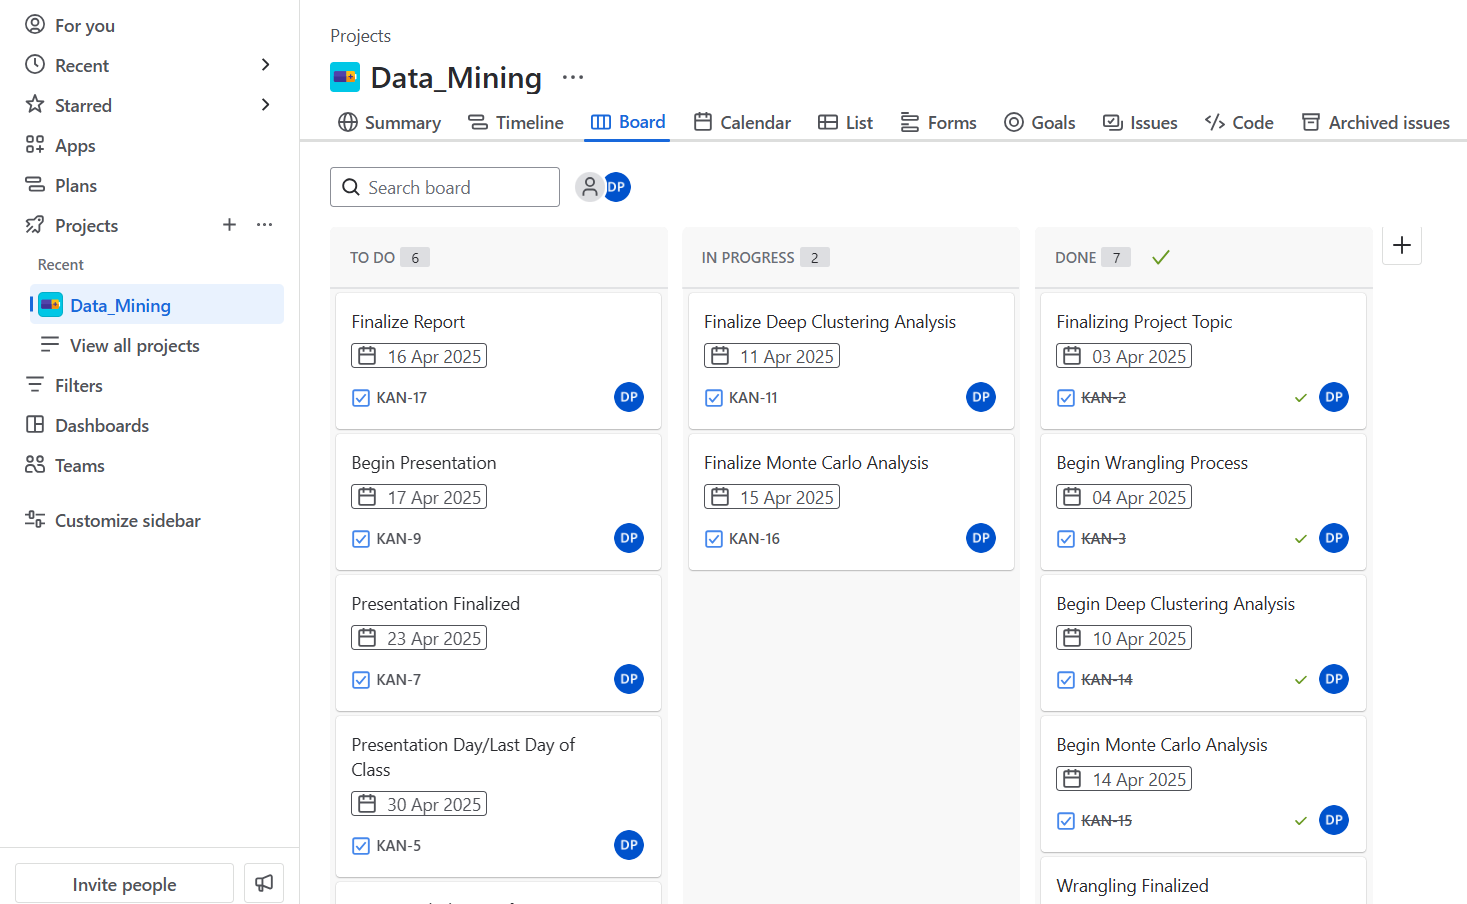 For you
Recent
Starred
Apps
Plans
Projects
Recent
Data_Mining
View all projects
Filters
Dashboards
Teams
Customize sidebar
Invite people
Projects
Data_Mining
Summary
Timeline
Board
Calendar
List
Forms
Goals
Issues
Code
Archived issues
Search board
DP
TO DO 6
Finalize Report
16 Apr 2025
KAN-17
DP
Begin Presentation
17 Apr 2025
KAN-9
DP
Presentation Finalized
23 Apr 2025
KAN-7
DP
Presentation Day/Last Day of
Class
30 Apr 2025
KAN-5
DP
IN PROGRESS 2
Finalize Deep Clustering Analysis
11 Apr 2025
KAN-11
DP
Finalize Monte Carlo Analysis
15 Apr 2025
KAN-16
DP
DONE 7
Finalizing Project Topic
03 Apr 2025
KAN-2
DP
Begin Wrangling Process
04 Apr 2025
KAN-3
DP
Begin Deep Clustering Analysis
10 Apr 2025
KAN-14
DP
Begin Monte Carlo Analysis
14 Apr 2025
KAN-15
DP
Wrangling Finalized